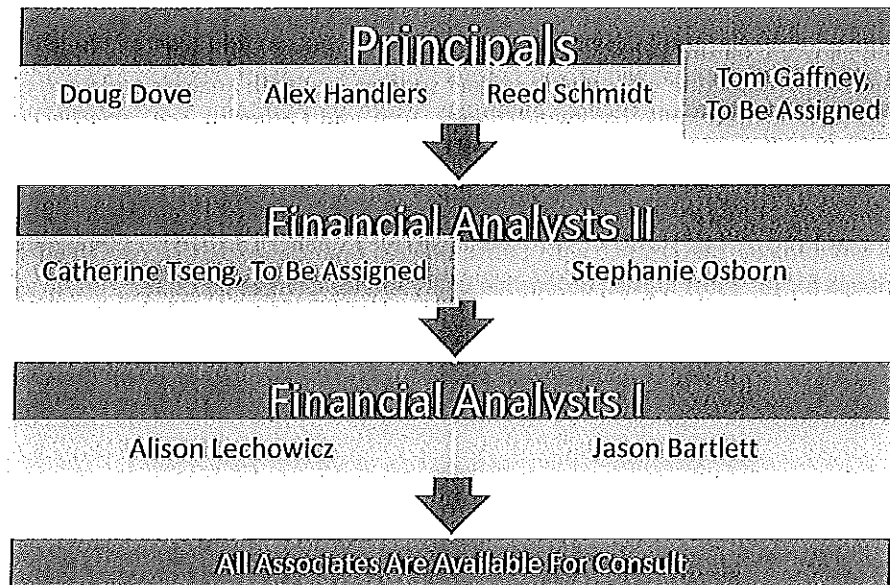 Principals
Doug Dove
Alex Handlers
Reed Schmidt
Tom Gaffney,
To Be Assigned
Financial Analysts II
Catherine Tseng, To Be Assigned
Stephanie Osborn
Financial Analysts I
Alison Lechowicz
Jason Bartlett
All Associates Are Available For Consult